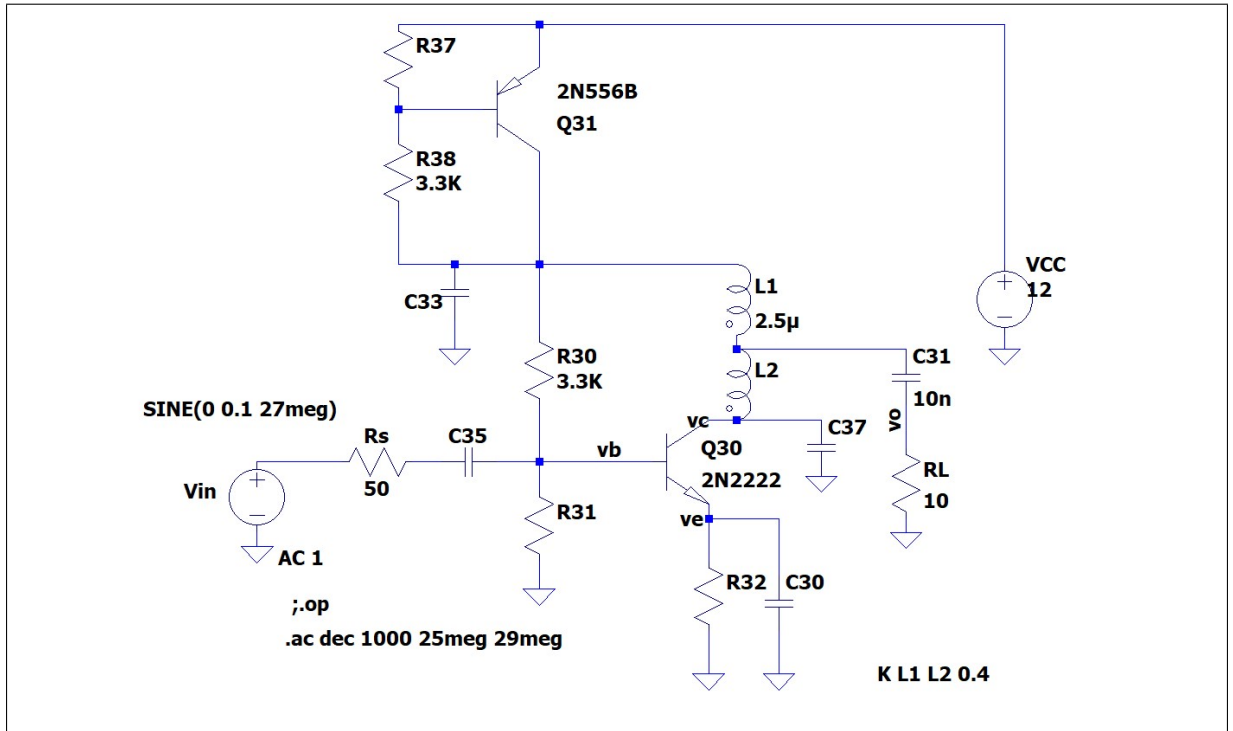 R37
2N556B
Q31
R38
3.3K
VCC
12
C33
L1
2.5µ
R30
3.3K
L2
C31
10n
vo
SINE(0 0.1 27meg)
Rs
50
C35
vb
vc
Q30
2N2222
C37
RL
10
Vin
AC 1
R31
ve
R32
C30
;.op
.ac dec 1000 25meg 29meg
K L1 L2 0.4